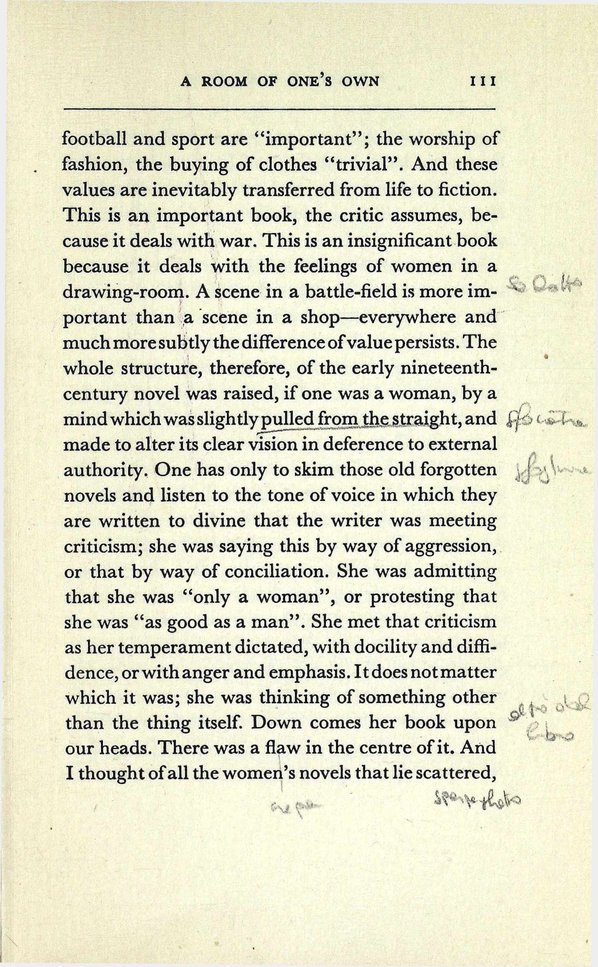 A ROOM OF ONE'S OWN 111
football and sport are “important”; the worship of
fashion, the buying of clothes “trivial”. And these
values are inevitably transferred from life to fiction.
This is an important book, the critic assumes, be-
cause it deals with war. This is an insignificant book
because it deals with the feelings of women in a
drawing-room. A scene in a battle-field is more im-
portant than a scene in a shop—everywhere and
much more subtly the difference of value persists. The
whole structure, therefore, of the early nineteenth-
century novel was raised, if one was a woman, by a
mind which was slightly pulled from the straight, and
made to alter its clear vision in deference to external
authority. One has only to skim those old forgotten
novels and listen to the tone of voice in which they
are written to divine that the writer was meeting
criticism; she was saying this by way of aggression,
or that by way of conciliation. She was admitting
that she was “only a woman”, or protesting that
she was “as good as a man”. She met that criticism
as her temperament dictated, with docility and diffi-
dence, or with anger and emphasis. It does not matter
which it was; she was thinking of something other
than the thing itself. Down comes her book upon
our heads. There was a flaw in the centre of it. And
I thought of all the women's novels that lie scattered,